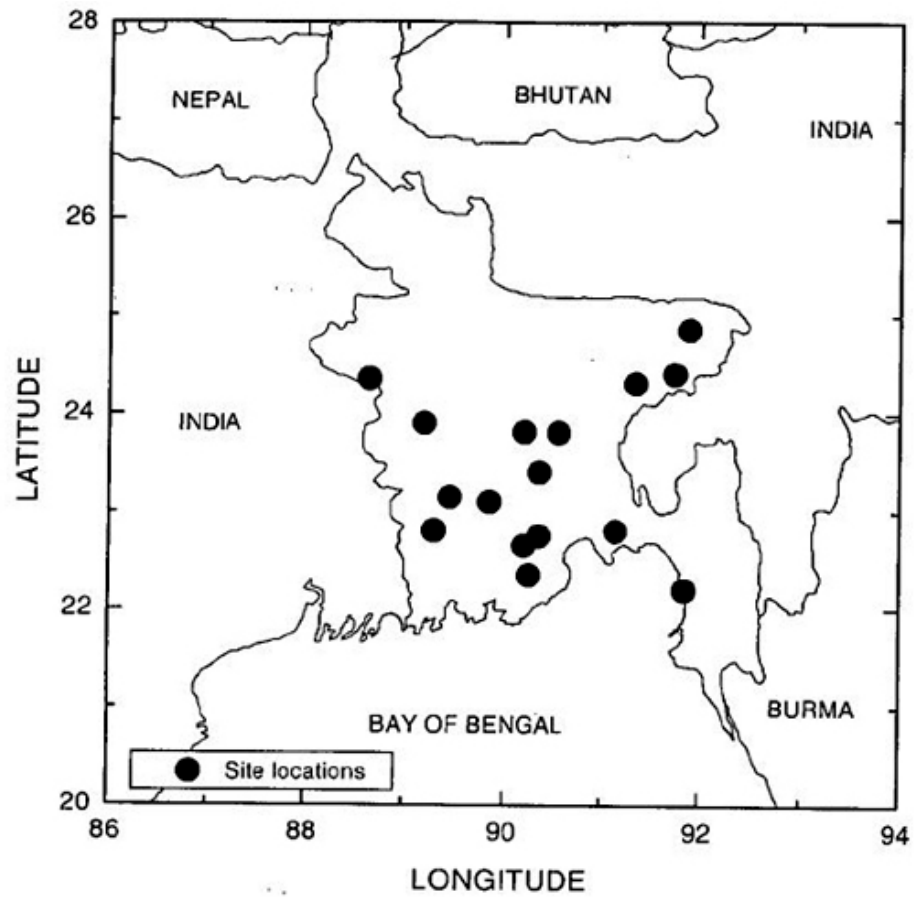 28
NEPAL
BHUTAN
INDIA
26
LATITUDE
24
INDIA
22
BAY OF BENGAL
BURMA
Site locations
20
86
88
90
92
94
LONGITUDE